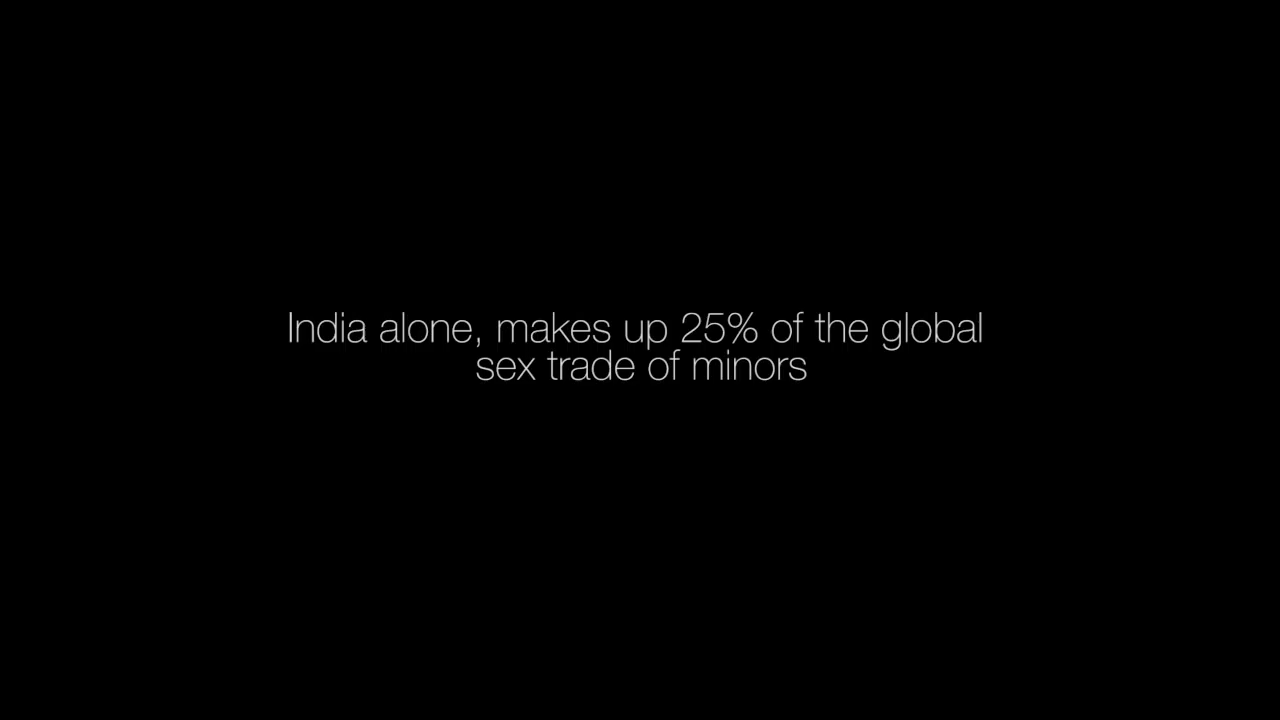 India alone, makes up 25% of the global
sex trade of minors